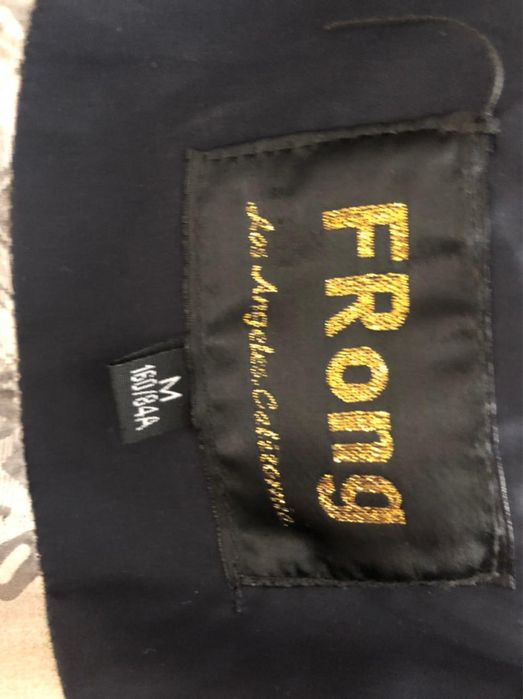 FRong
Los Angeles. California
M
160/84A